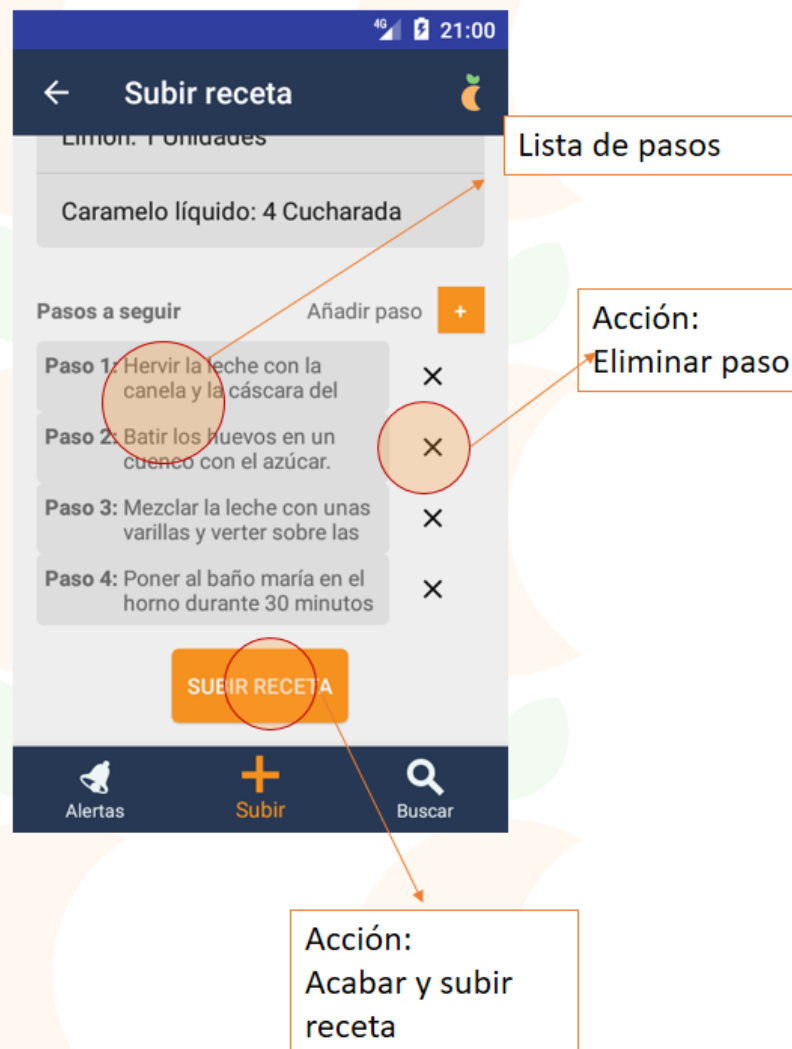 4G 21:00
Subir receta
Limón: 1 Unidades
Lista de pasos
Caramelo líquido: 4 Cucharada
Pasos a seguir
Añadir paso +
Acción:
Eliminar paso
Paso 1: Hervir la leche con la
canela y la cáscara del
Paso 2: Batir los huevos en un
cuenco con el azúcar.
Paso 3: Mezclar la leche con unas
varillas y verter sobre las
Paso 4: Poner al baño maría en el
horno durante 30 minutos
SUBIR RECETA
Alertas
Subir
Buscar
Acción:
Acabar y subir
receta